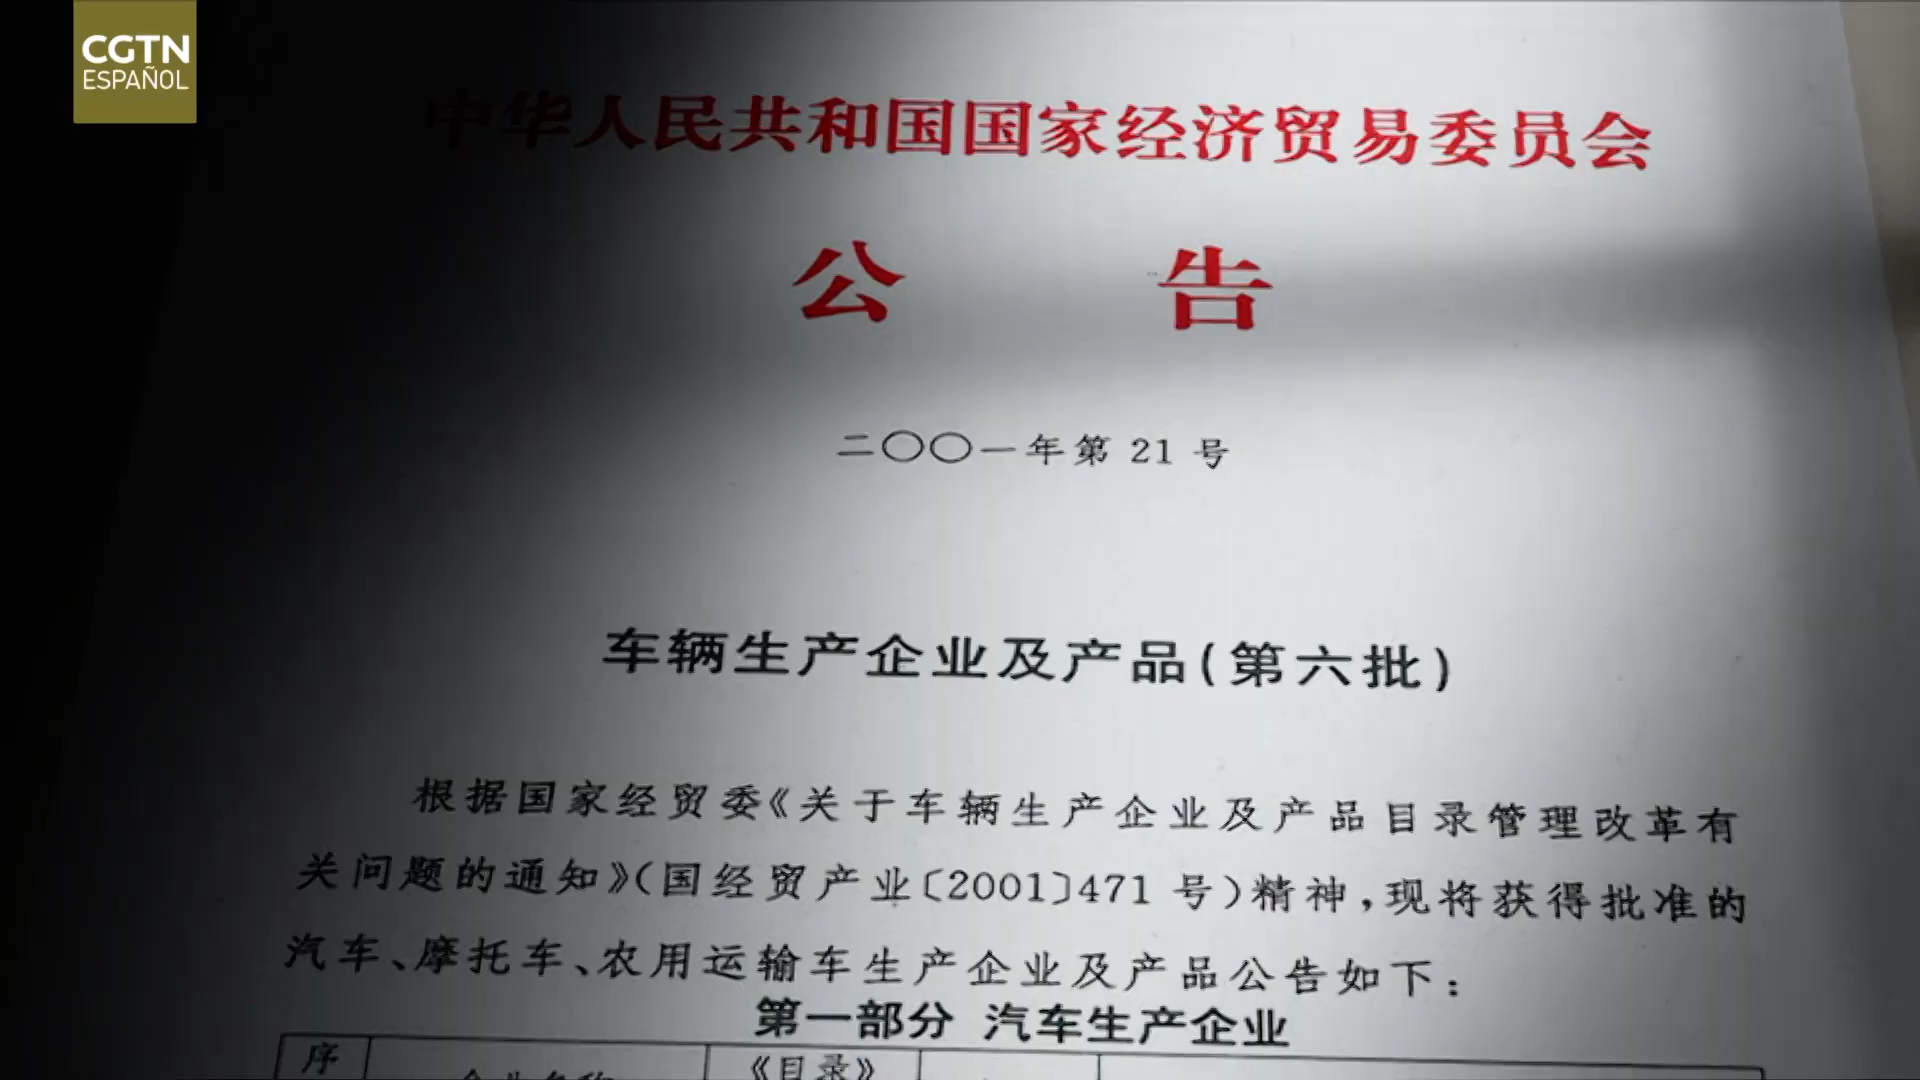 CGTN
ESPAÑOL
中华人民共和国国家经济贸易委员会
公告
二〇〇一年第 21 号
车辆生产企业及产品(第六批)
根据国家经贸委《关于车辆生产企业及产品目录管理改革有
关问题的通知》(国经贸产业〔2001〕471 号)精神,现将获得批准的
汽车、摩托车、农用运输车生产企业及产品公告如下:
第一部分 汽车生产企业
序
《目录》